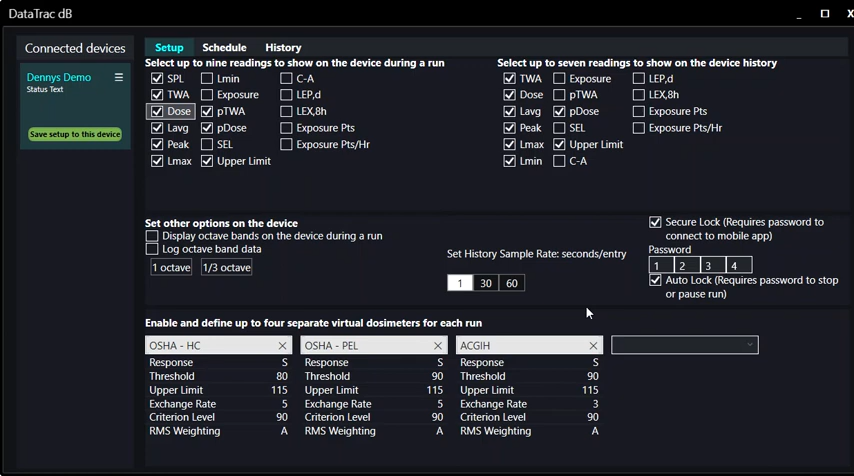 DataTrac dB
Connected devices
Dennys Demo
Status Text
Save setup to this device
Setup Schedule History
Select up to nine readings to show on the device during a run
SPL Lmin C-A
TWA Exposure LEP,d
Dose pTWA LEX,8h
Lavg pDose Exposure Pts
Peak SEL Exposure Pts/Hr
Lmax Upper Limit
Select up to seven readings to show on the device history
TWA Exposure LEP,d
Dose pTWA LEX,8h
Lavg pDose Exposure Pts
Peak SEL Exposure Pts/Hr
Lmax Upper Limit
Lmin C-A
Set other options on the device
Display octave bands on the device during a run
Log octave band data
1 octave 1/3 octave
Set History Sample Rate: seconds/entry
1 30 60
Secure Lock (Requires password to
connect to mobile app)
Password
1 2 3 4
Auto Lock (Requires password to stop
or pause run)
Enable and define up to four separate virtual dosimeters for each run
OSHA - HC
Response S
Threshold 80
Upper Limit 115
Exchange Rate 5
Criterion Level 90
RMS Weighting A
OSHA - PEL
Response S
Threshold 90
Upper Limit 115
Exchange Rate 5
Criterion Level 90
RMS Weighting A
ACGIH
Response S
Threshold 90
Upper Limit 115
Exchange Rate 3
Criterion Level 90
RMS Weighting A